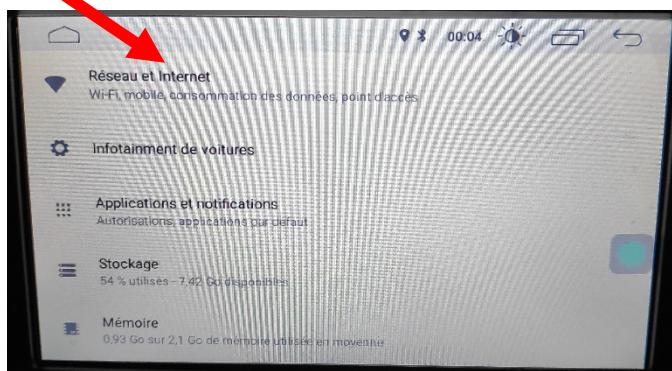 00:04
Réseau et Internet
Wi-Fi, mobile, consommation des données, point d'accès
Infotainment de voitures
Applications et notifications
Autorisations, applications par défaut
Stockage
54 % utilisés - 7,42 Go disponibles
Mémoire
0,93 Go sur 2,1 Go de mémoire utilisée en moyenne